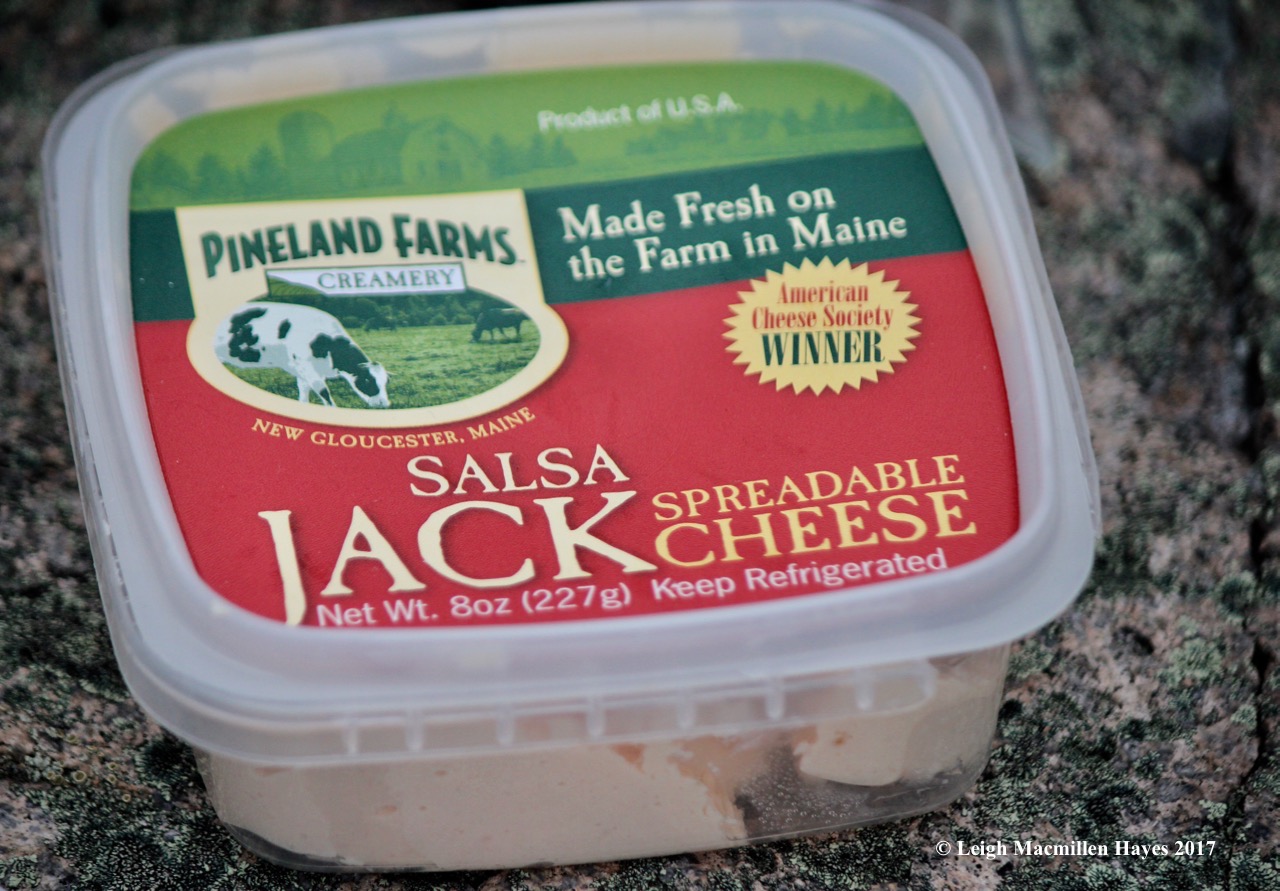 Product of U.S.A.
Made Fresh on
the Farm in Maine
PINELAND FARMS™
CREAMERY
NEW GLOUCESTER, MAINE
American
Cheese Society
WINNER
SALSA
JACK
SPREADABLE
CHEESE
Net Wt. 8oz (227g) Keep Refrigerated
© Leigh Macmillen Hayes 2017